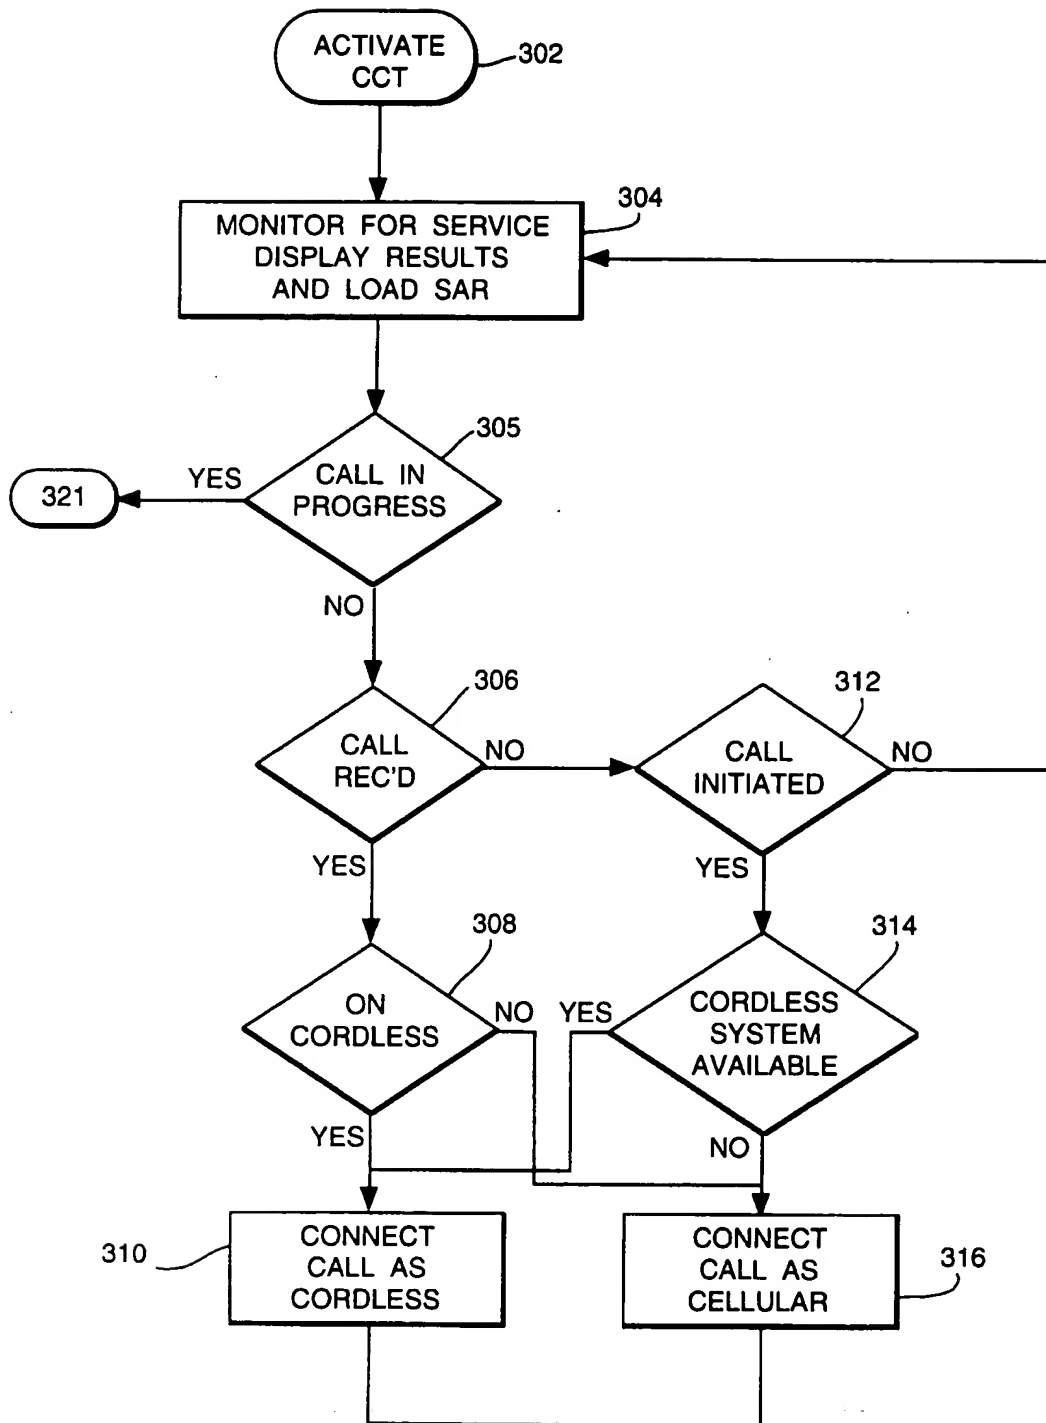 ACTIVATE
CCT
302
304
MONITOR FOR SERVICE
DISPLAY RESULTS
AND LOAD SAR
305
YES
321
CALL IN
PROGRESS
NO
306
312
CALL
REC'D
NO
CALL
INITIATED
NO
YES
YES
308
314
ON
CORDLESS
NO
YES
CORDLESS
SYSTEM
AVAILABLE
YES
NO
310
CONNECT
CALL AS
CORDLESS
CONNECT
CALL AS
CELLULAR
316